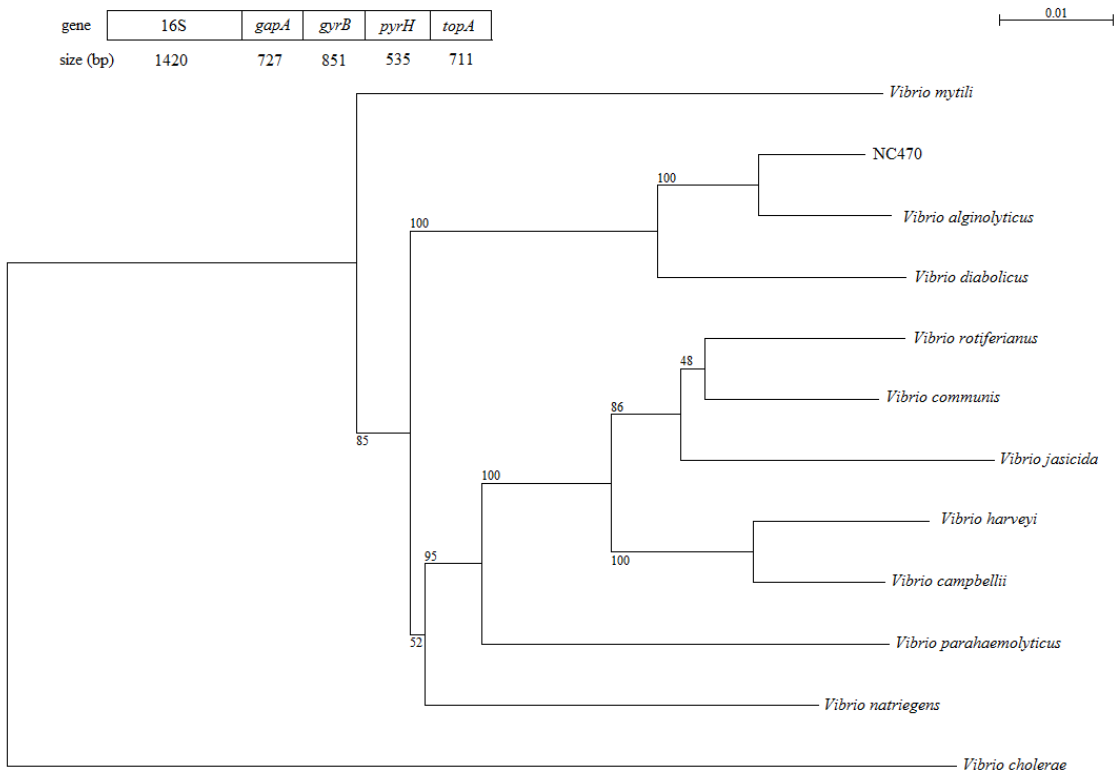 gene 16S gapA gyrB pyrH topA
size (bp) 1420 727 851 535 711
0.01
Vibrio mytili
NC470
100
Vibrio alginolyticus
100
Vibrio diabolicus
Vibrio rotiferianus
48
Vibrio communis
86
85
Vibrio jasicida
100
Vibrio harveyi
95
100
Vibrio campbellii
52
Vibrio parahaemolyticus
Vibrio natriegens
Vibrio cholerae